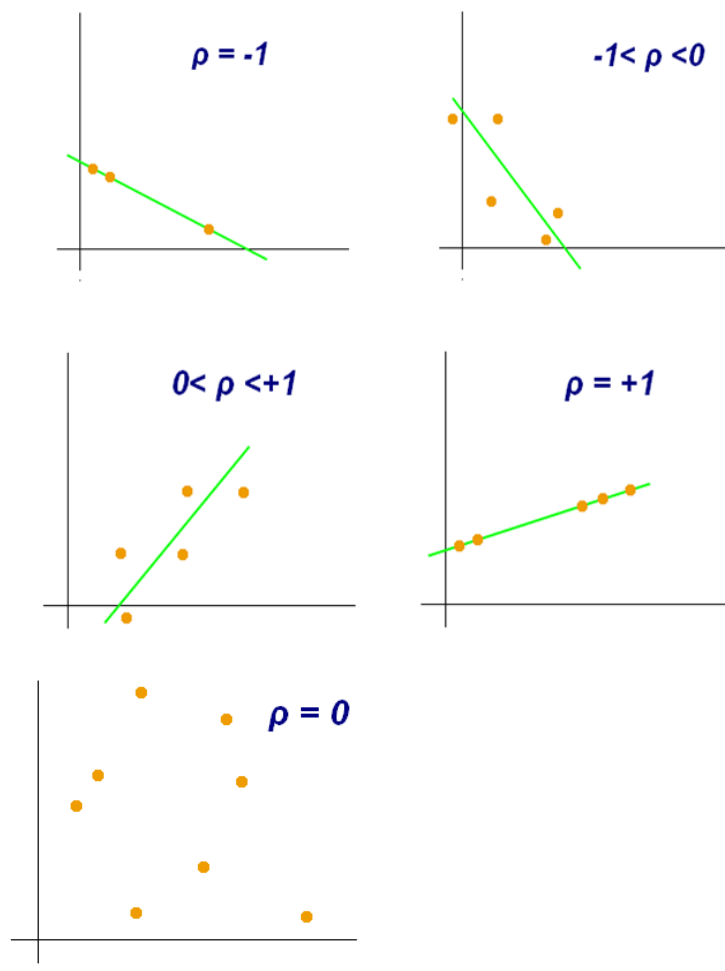 ρ = -1
-1< ρ <0
0< ρ <+1
ρ = +1
ρ = 0